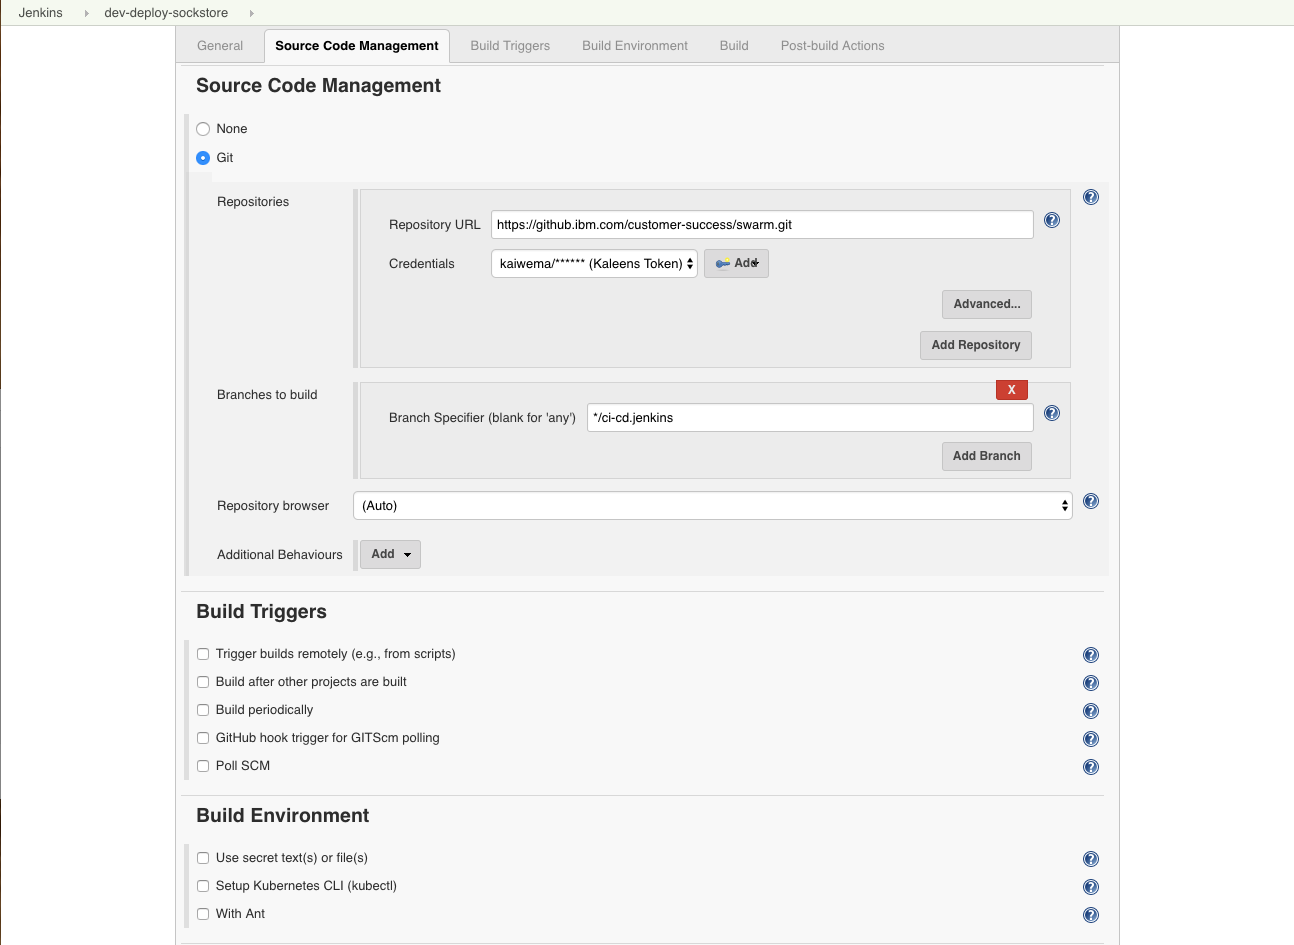 Jenkins dev-deploy-sockstore
General Source Code Management Build Triggers Build Environment Build Post-build Actions
Source Code Management
None
Git
Repositories
Repository URL https://github.ibm.com/customer-success/swarm.git
Credentials kaiwema/****** (Kaleens Token) Add
Advanced...
Add Repository
Branches to build
X
Branch Specifier (blank for 'any') */ci-cd.jenkins
Add Branch
Repository browser (Auto)
Additional Behaviours Add
Build Triggers
Trigger builds remotely (e.g., from scripts)
Build after other projects are built
Build periodically
GitHub hook trigger for GITScm polling
Poll SCM
Build Environment
Use secret text(s) or file(s)
Setup Kubernetes CLI (kubectl)
With Ant